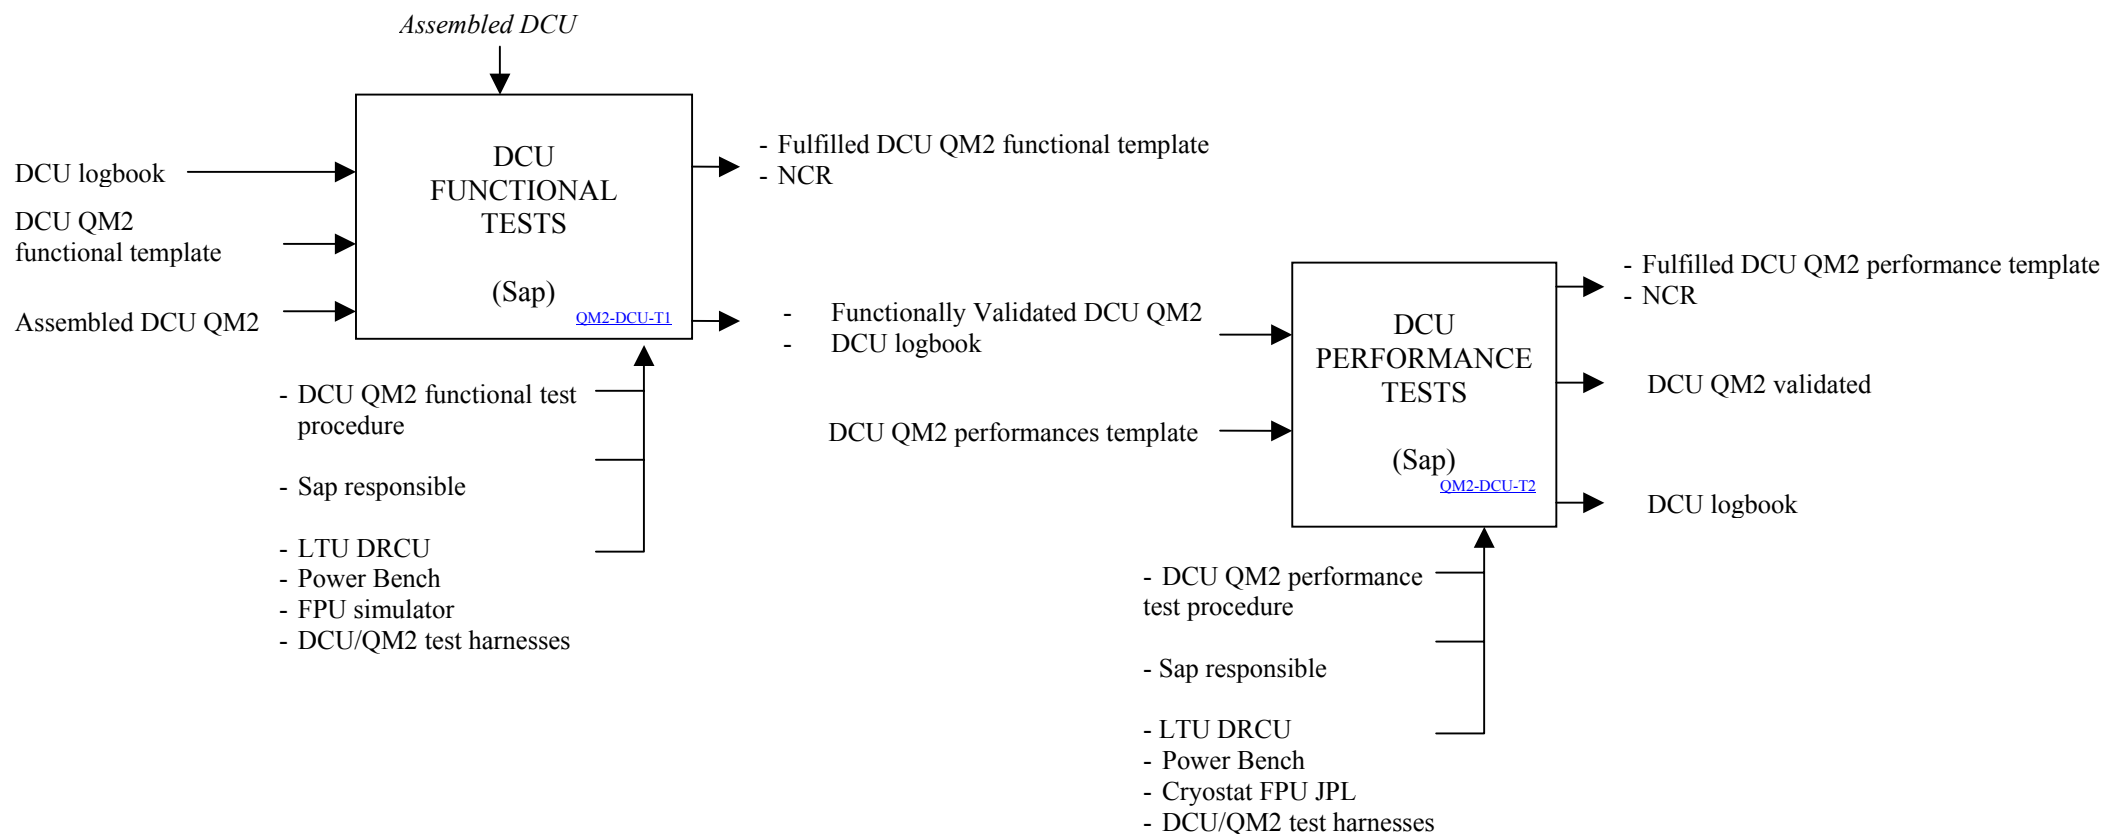 Assembled DCU
DCU logbook
DCU QM2
functional template
Assembled DCU QM2
DCU
FUNCTIONAL
TESTS
(Sap)
QM2-DCU-T1
- Fulfilled DCU QM2 functional template
- NCR
- Functionally Validated DCU QM2
- DCU logbook
- DCU QM2 functional test
procedure
- Sap responsible
- LTU DRCU
- Power Bench
- FPU simulator
- DCU/QM2 test harnesses
DCU QM2 performances template
DCU
PERFORMANCE
TESTS
(Sap)
QM2-DCU-T2
- Fulfilled DCU QM2 performance template
- NCR
DCU QM2 validated
DCU logbook
- DCU QM2 performance
test procedure
- Sap responsible
- LTU DRCU
- Power Bench
- Cryostat FPU JPL
- DCU/QM2 test harnesses